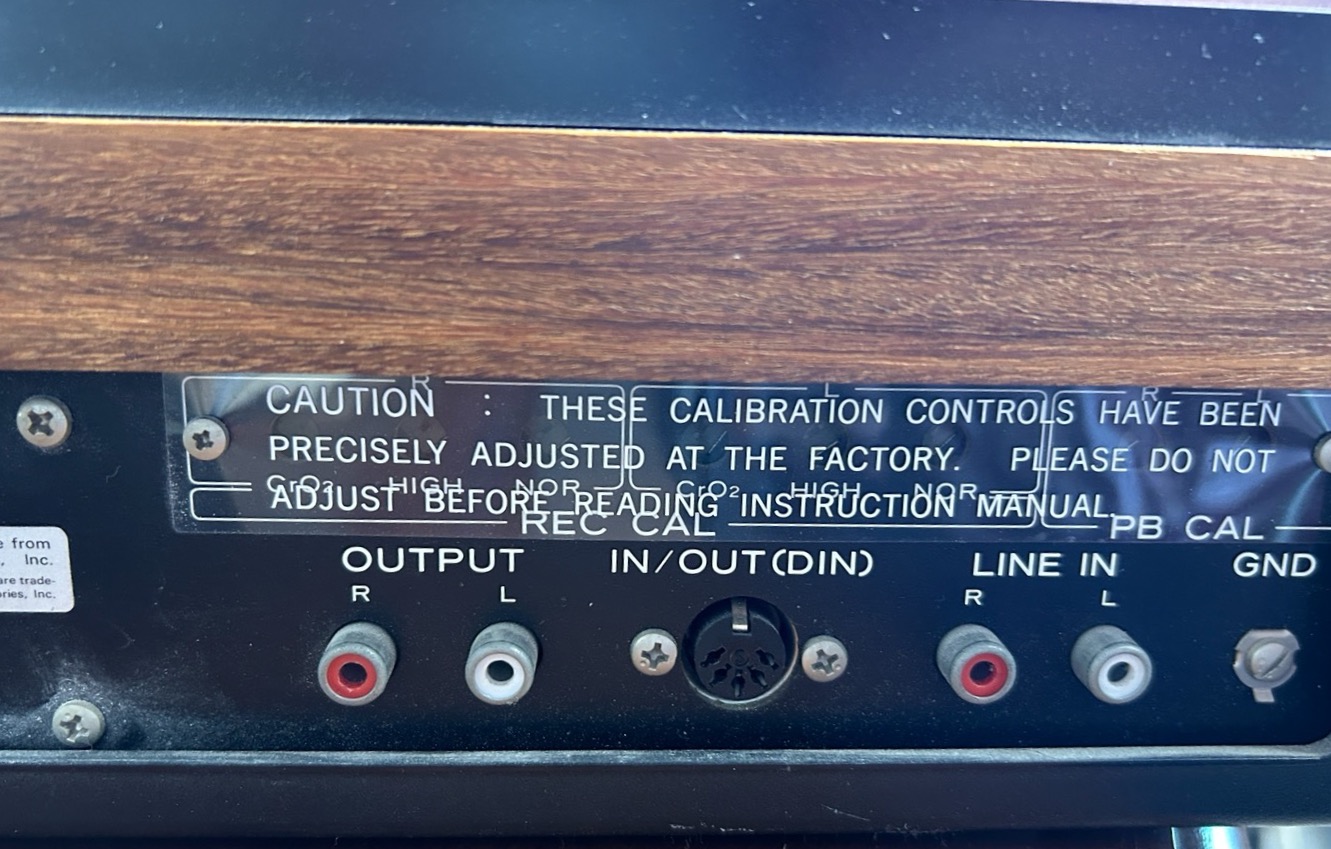 R L R L
CAUTION : THESE CALIBRATION CONTROLS HAVE BEEN
PRECISELY ADJUSTED AT THE FACTORY. PLEASE DO NOT
CrO2 HIGH NOR CrO2 HIGH NOR
ADJUST BEFORE READING INSTRUCTION MANUAL.
REC CAL PB CAL
OUTPUT IN/OUT(DIN) LINE IN GND
R L R L
e from
, Inc.
are trade-
ries, Inc.